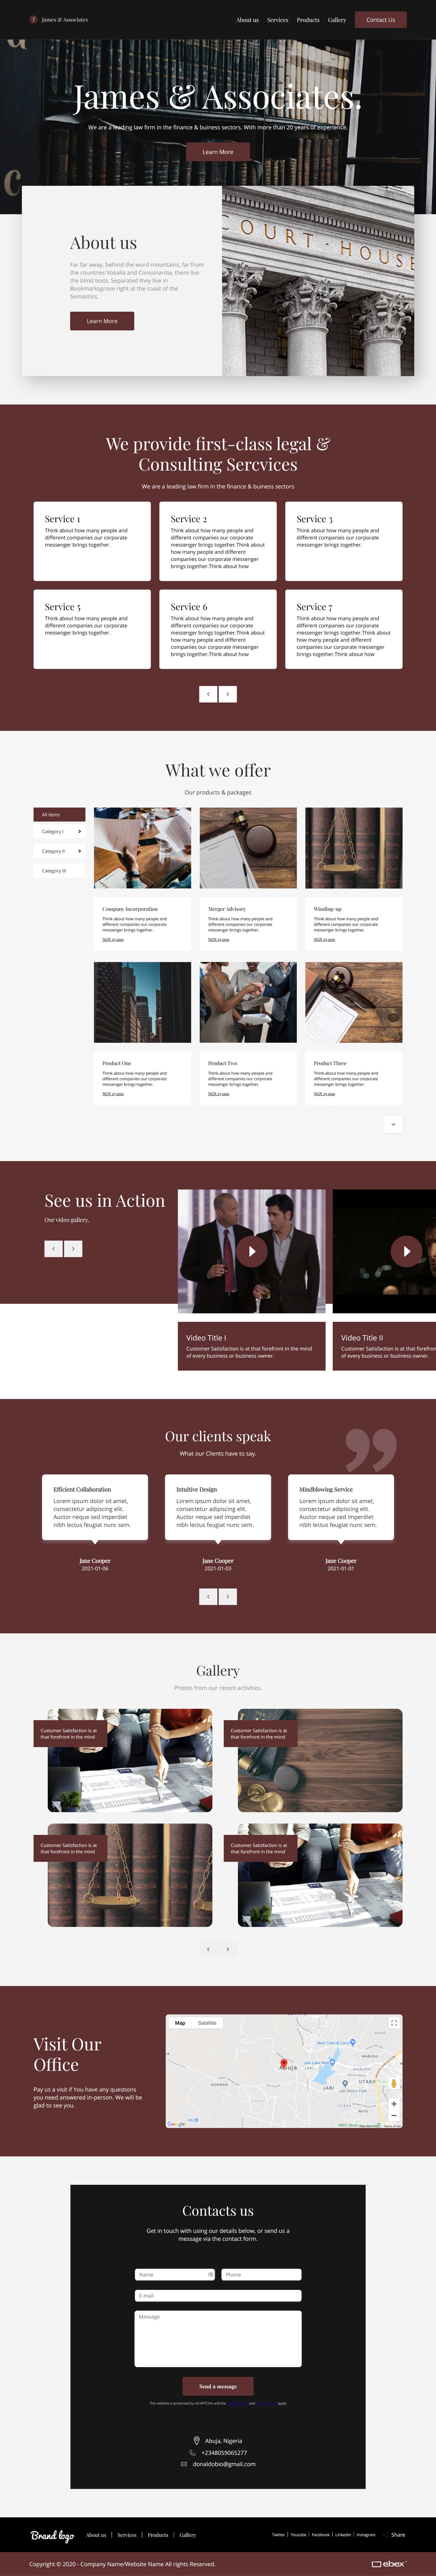 J James & Associates
About us Services Products Gallery Contact Us
James & Associates.
We are a leading law firm in the finance & buniness sectors. With more than 20 years of experience.
Learn More
About us
Far far away, behind the word mountains, far from
the countries Vokalia and Consonantia, there live
the blind texts. Separated they live in
Bookmarksgrove right at the coast of the
Semantics.
Learn More
COURT HOUSE
We provide first-class legal &
Consulting Sercvices
We are a leading law firm in the finance & buiness sectors
Service 1
Think about how many people and
different companies our corporate
messenger brings together.
Service 2
Think about how many people and
different companies our corporate
messenger brings together.Think about
how many people and different
companies our corporate messenger
brings together.Think about how
Service 3
Think about how many people and
different companies our corporate
messenger brings together.
Service 5
Think about how many people and
different companies our corporate
messenger brings together.
Service 6
Think about how many people and
different companies our corporate
messenger brings together.Think about
how many people and different
companies our corporate messenger
brings together.Think about how
Service 7
Think about how many people and
different companies our corporate
messenger together.Think about
how many people and different
companies our corporate messenger
brings together.Think about how
What we offer
Our products & packages
All items
Category I
Category II
Category III
Company Incorporation
Think about how many people and
different companies our corporate
messenger brings together.
NGN 15,000
Merger Advisory
Think about how many people and
different companies our corporate
messenger brings together.
NGN 15,000
Winding-up
Think about how many people and
different companies our corporate
messenger brings together.
NGN 15,000
Product One
Think about how many people and
different companies our corporate
messenger brings together.
NGN 15,000
Product Two
Think about how many people and
different companies our corporate
messenger brings together.
NGN 15,000
Product Three
Think about how many people and
different companies our corporate
messenger brings together.
NGN 15,000
See us in Action
Our video gallery.
Video Title I
Customer Satisfaction is at that forefront in the mind
of every business or business owner.
Video Title II
Customer Satisfaction is at that forefron
of every business or business owner.
Our clients speak
What our Clients have to say.
Efficient Collaboration
Lorem ipsum dolor sit amet,
consectetur adipiscing elit.
Auctor neque sed imperdiet
nibh lectus feugiat nunc sem.
Jane Cooper
2021-01-06
Intuitive Design
Lorem ipsum dolor sit amet,
consectetur adipiscing elit.
Auctor neque sed imperdiet
nibh lectus feugiat nunc sem.
Jane Cooper
2021-01-03
Mindblowing Service
Lorem ipsum dolor sit amet,
consectetur adipiscing elit.
Auctor neque sed imperdiet
nibh lectus feugiat nunc sem.
Jane Cooper
2021-01-01
Gallery
Photos from our recent activities.
Customer Satisfaction is at
that forefront in the mind
Customer Satisfaction is at
that forefront in the mind
Customer Satisfaction is at
that forefront in the mind
Customer Satisfaction is at
that forefront in the mind
Visit Our
Office
Pay us a visit if You have any questions
you need answered in-person. We will be
glad to see you.
Map Satellite
Abuja
JABI
UTAKO
MABUSHI
Google
Contacts us
Get in touch with using our details below, or send us a
message via the contact form.
Name
Phone
E-mail
Message
Send a message
This website is protected by reCAPTCHA and the
and
apply.
Abuja, Nigeria
+2348059065277
donaldobio@gmail.com
Brand logo
About us | Services | Products | Gallery
Twitter | Youtube | Facebook | LinkedIn | Instagram
Share
Copyright © 2020 - Company Name/Website Name All rights Reserved.
ebex